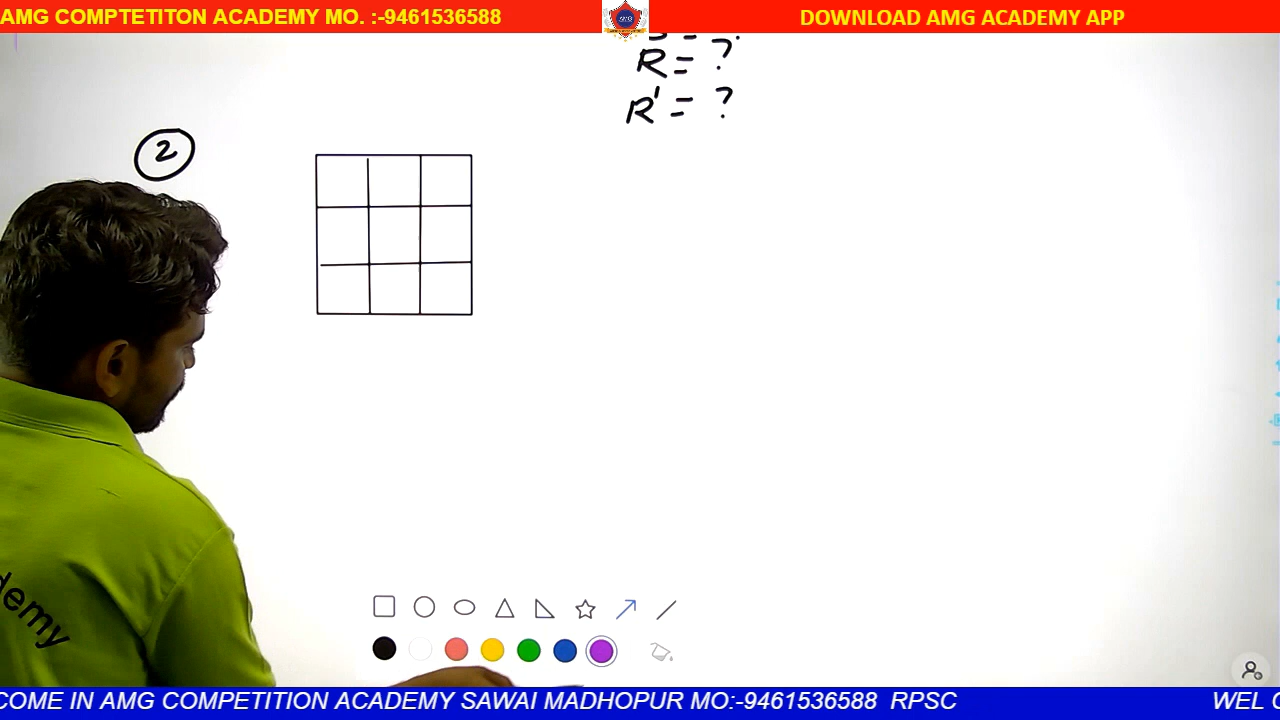 AMG COMPTETITON ACADEMY MO. :-9461536588
DOWNLOAD AMG ACADEMY APP
R = ?
R' = ?
2
AMG
COME IN AMG COMPETITION ACADEMY SAWAI MADHOPUR MO:-9461536588 RPSC
WEL